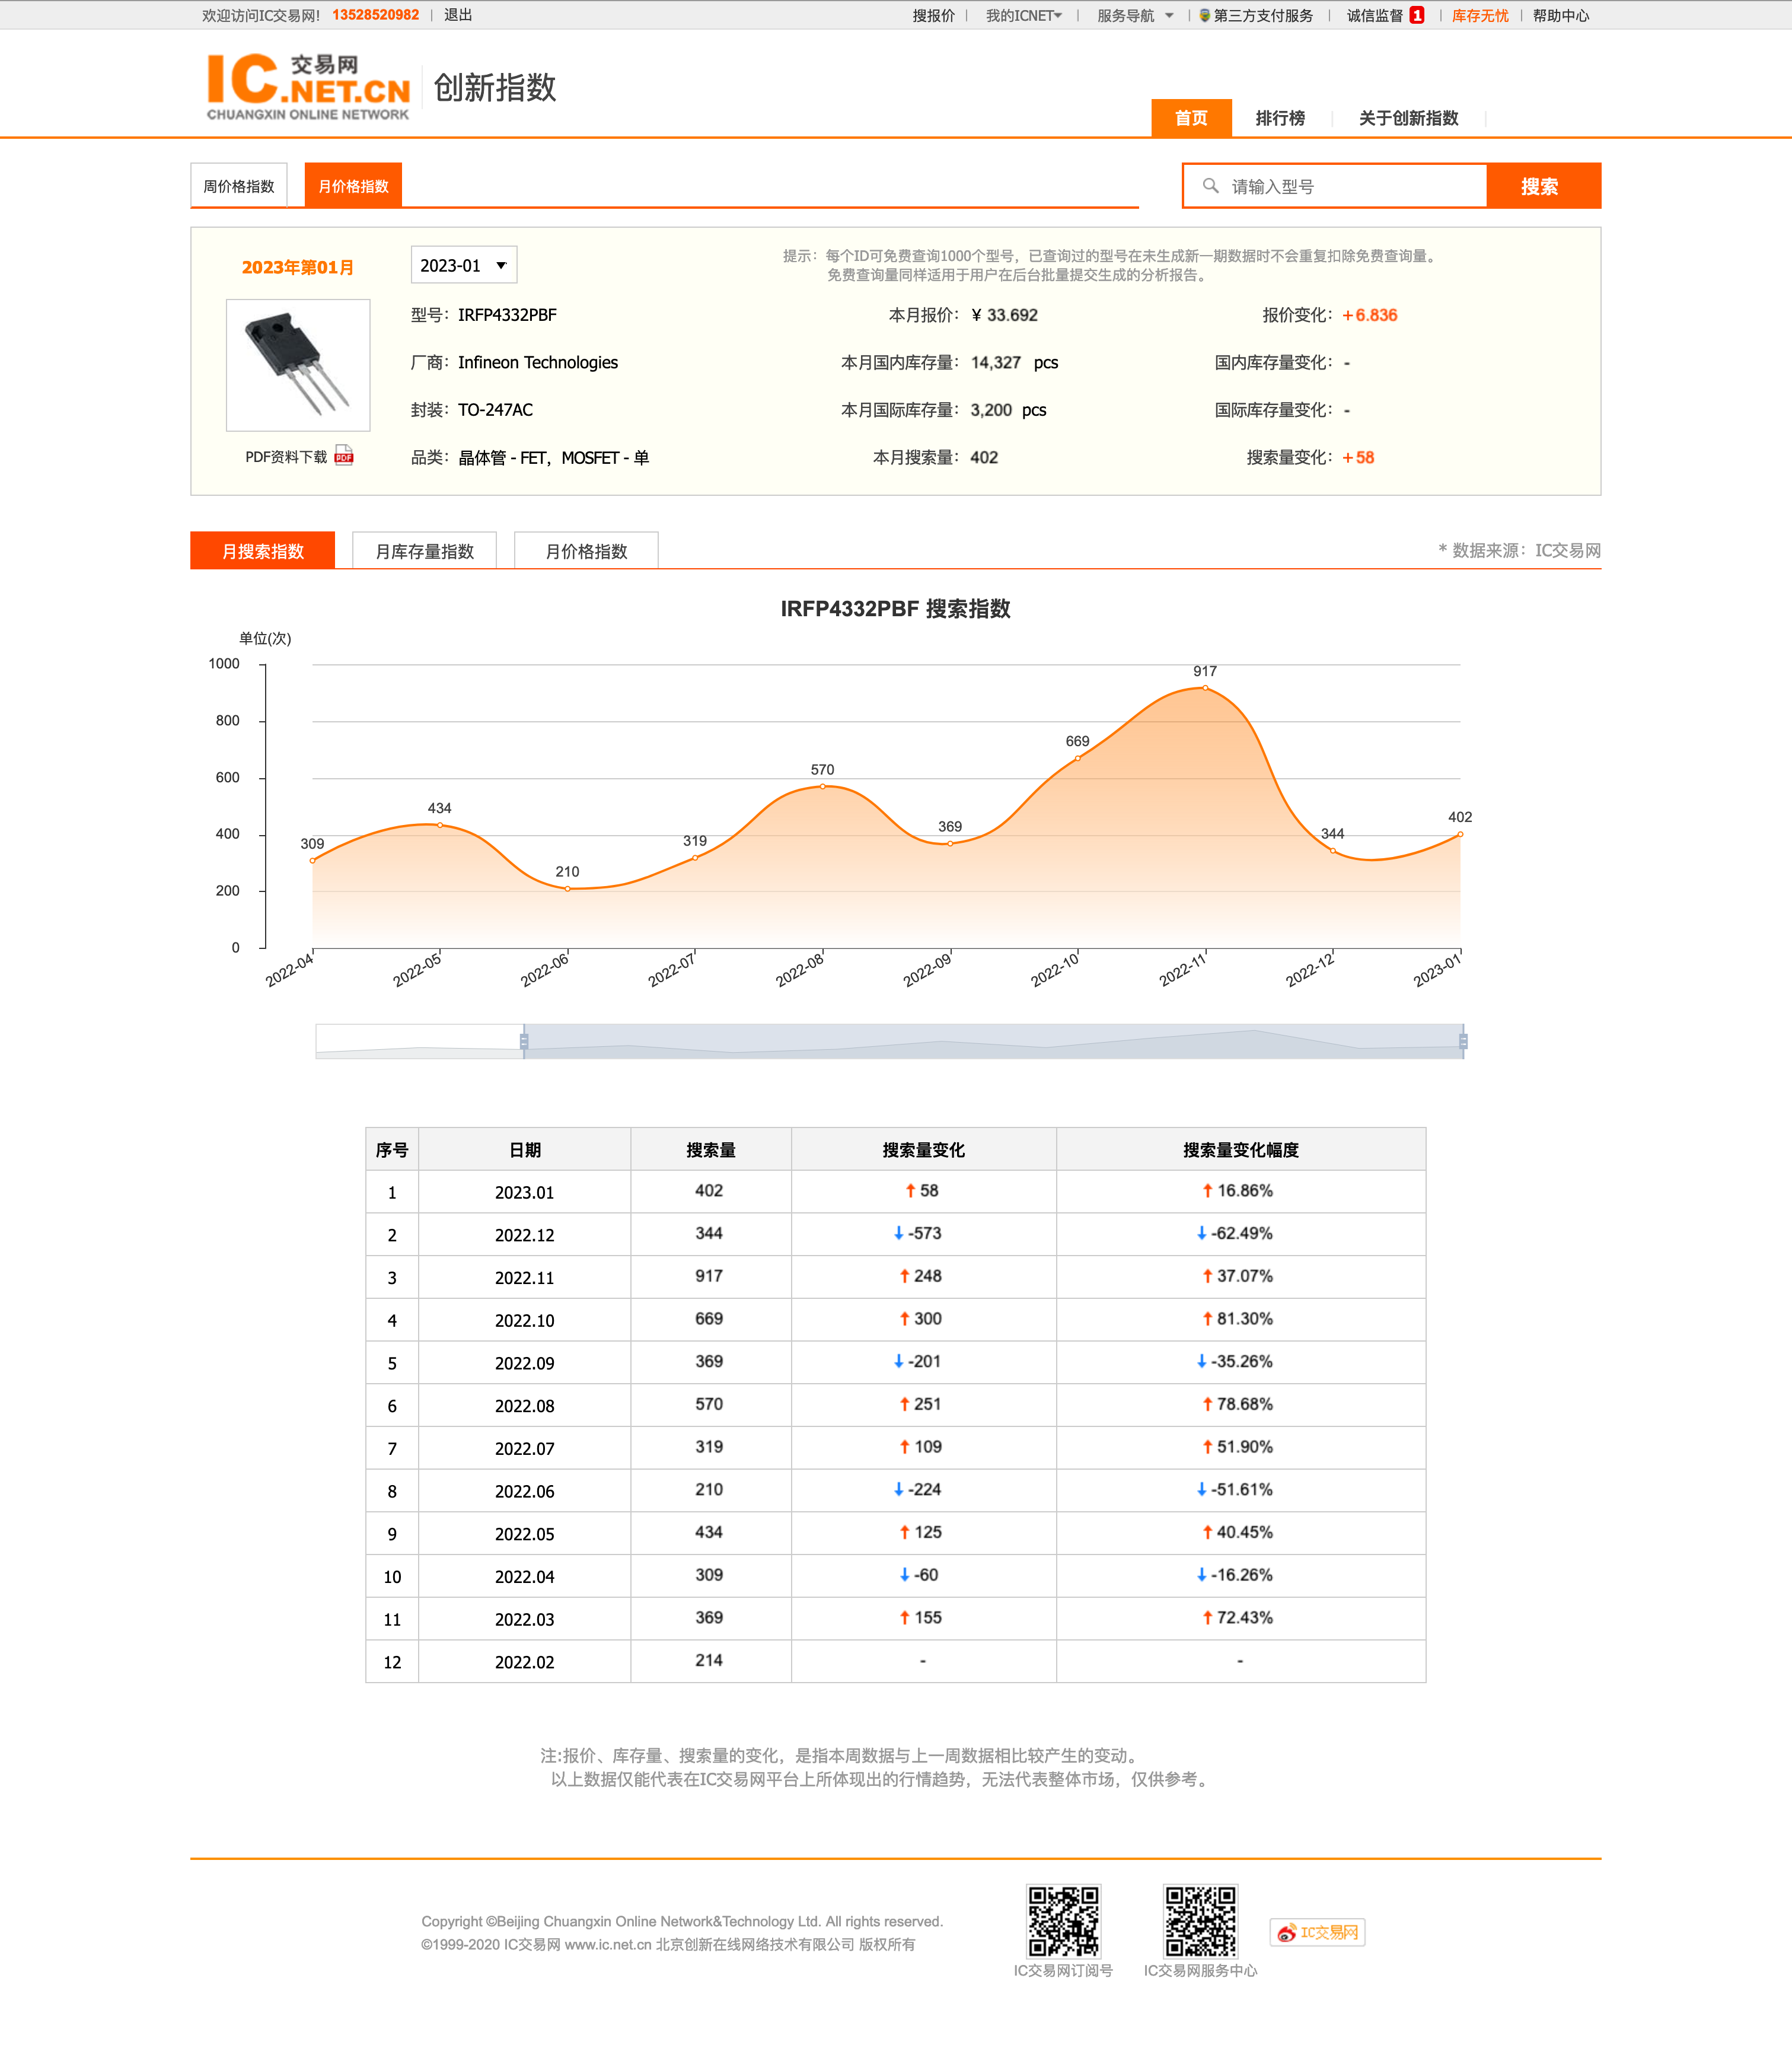 欢迎访问IC交易网! 13528520982 | 退出 搜报价 | 我的ICNET | 服务导航 | 第三方支付服务 | 诚信监督 1 | 库存无忧 | 帮助中心
IC.NET.CN 交易网
CHUANGXIN ONLINE NETWORK
创新指数
首页 排行榜 关于创新指数
周价格指数 月价格指数 请输入型号 搜索
2023年第01月 2023-01
提示：每个ID可免费查询1000个型号，已查询过的型号在未生成新一期数据时不会重复扣除免费查询量。
免费查询量同样适用于用户在后台批量提交生成的分析报告。
型号：IRFP4332PBF 本月报价：¥ 33.692 报价变化：+6.836
厂商：Infineon Technologies 本月国内库存量：14,327 pcs 国内库存量变化：-
封装：TO-247AC 本月国际库存量：3,200 pcs 国际库存量变化：-
PDF资料下载 PDF 品类：晶体管 - FET，MOSFET - 单 本月搜索量：402 搜索量变化：+58
月搜索指数 月库存量指数 月价格指数 * 数据来源：IC交易网
IRFP4332PBF 搜索指数
单位(次)
1000
800
600
400
200
0
309 434 210 319 570 369 669 917 344 402
2022-04 2022-05 2022-06 2022-07 2022-08 2022-09 2022-10 2022-11 2022-12 2023-01
序号 日期 搜索量 搜索量变化 搜索量变化幅度
1 2023.01 402 ↑ 58 ↑ 16.86%
2 2022.12 344 ↓ -573 ↓ -62.49%
3 2022.11 917 ↑ 248 ↑ 37.07%
4 2022.10 669 ↑ 300 ↑ 81.30%
5 2022.09 369 ↓ -201 ↓ -35.26%
6 2022.08 570 ↑ 251 ↑ 78.68%
7 2022.07 319 ↑ 109 ↑ 51.90%
8 2022.06 210 ↓ -224 ↓ -51.61%
9 2022.05 434 ↑ 125 ↑ 40.45%
10 2022.04 309 ↓ -60 ↓ -16.26%
11 2022.03 369 ↑ 155 ↑ 72.43%
12 2022.02 214 - -
注:报价、库存量、搜索量的变化，是指本周数据与上一周数据相比较产生的变动。
以上数据仅能代表在IC交易网平台上所体现出的行情趋势，无法代表整体市场，仅供参考。
Copyright ©Beijing Chuangxin Online Network&Technology Ltd. All rights reserved.
©1999-2020 IC交易网 www.ic.net.cn 北京创新在线网络技术有限公司 版权所有
IC交易网订阅号 IC交易网服务中心 IC交易网